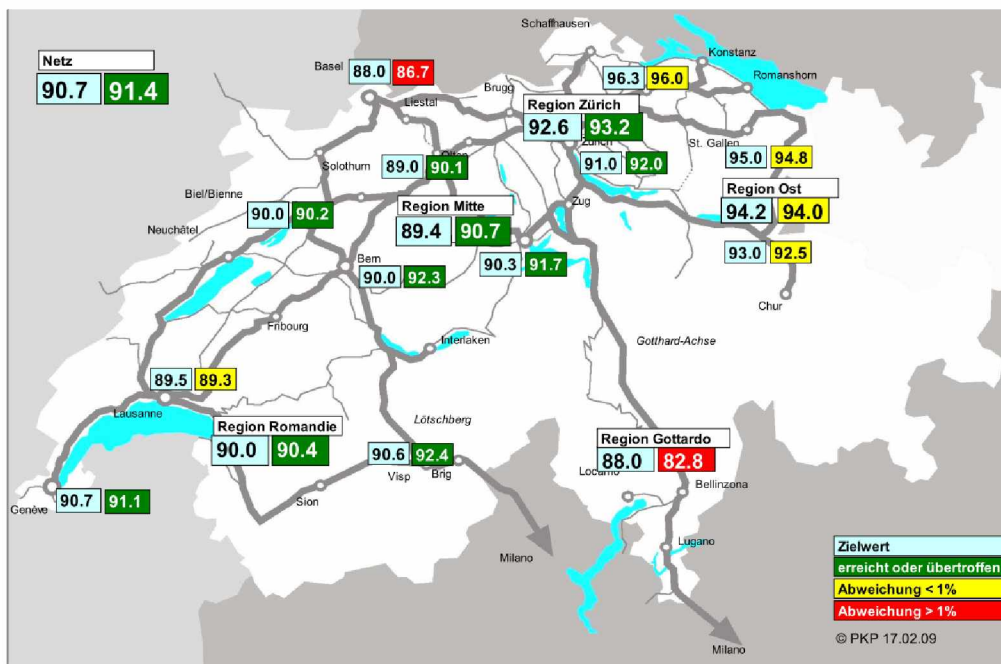 Netz
90.7 91.4
Schaffhausen
Basel
88.0 86.7
Liestal
Brugg
Konstanz
96.3 96.0
Romanshorn
Region Zürich
92.6 93.2
Zürich
91.0 92.0
St. Gallen
95.0 94.8
Solothurn
Olten
89.0 90.1
Region Ost
94.2 94.0
93.0 92.5
Chur
Biel/Bienne
90.0 90.2
Neuchâtel
Region Mitte
89.4 90.7
Zug
90.3 91.7
Bern
90.0 92.3
Fribourg
Interlaken
Gotthard-Achse
89.5 89.3
Lausanne
Lötschberg
Region Romandie
90.0 90.4
90.6 92.4
Visp
Brig
Sion
Genève
90.7 91.1
Region Gottardo
88.0 82.8
Locarno
Bellinzona
Lugano
Milano
Milano
Zielwert
erreicht oder übertroffen
Abweichung < 1%
Abweichung > 1%
© PKP 17.02.09